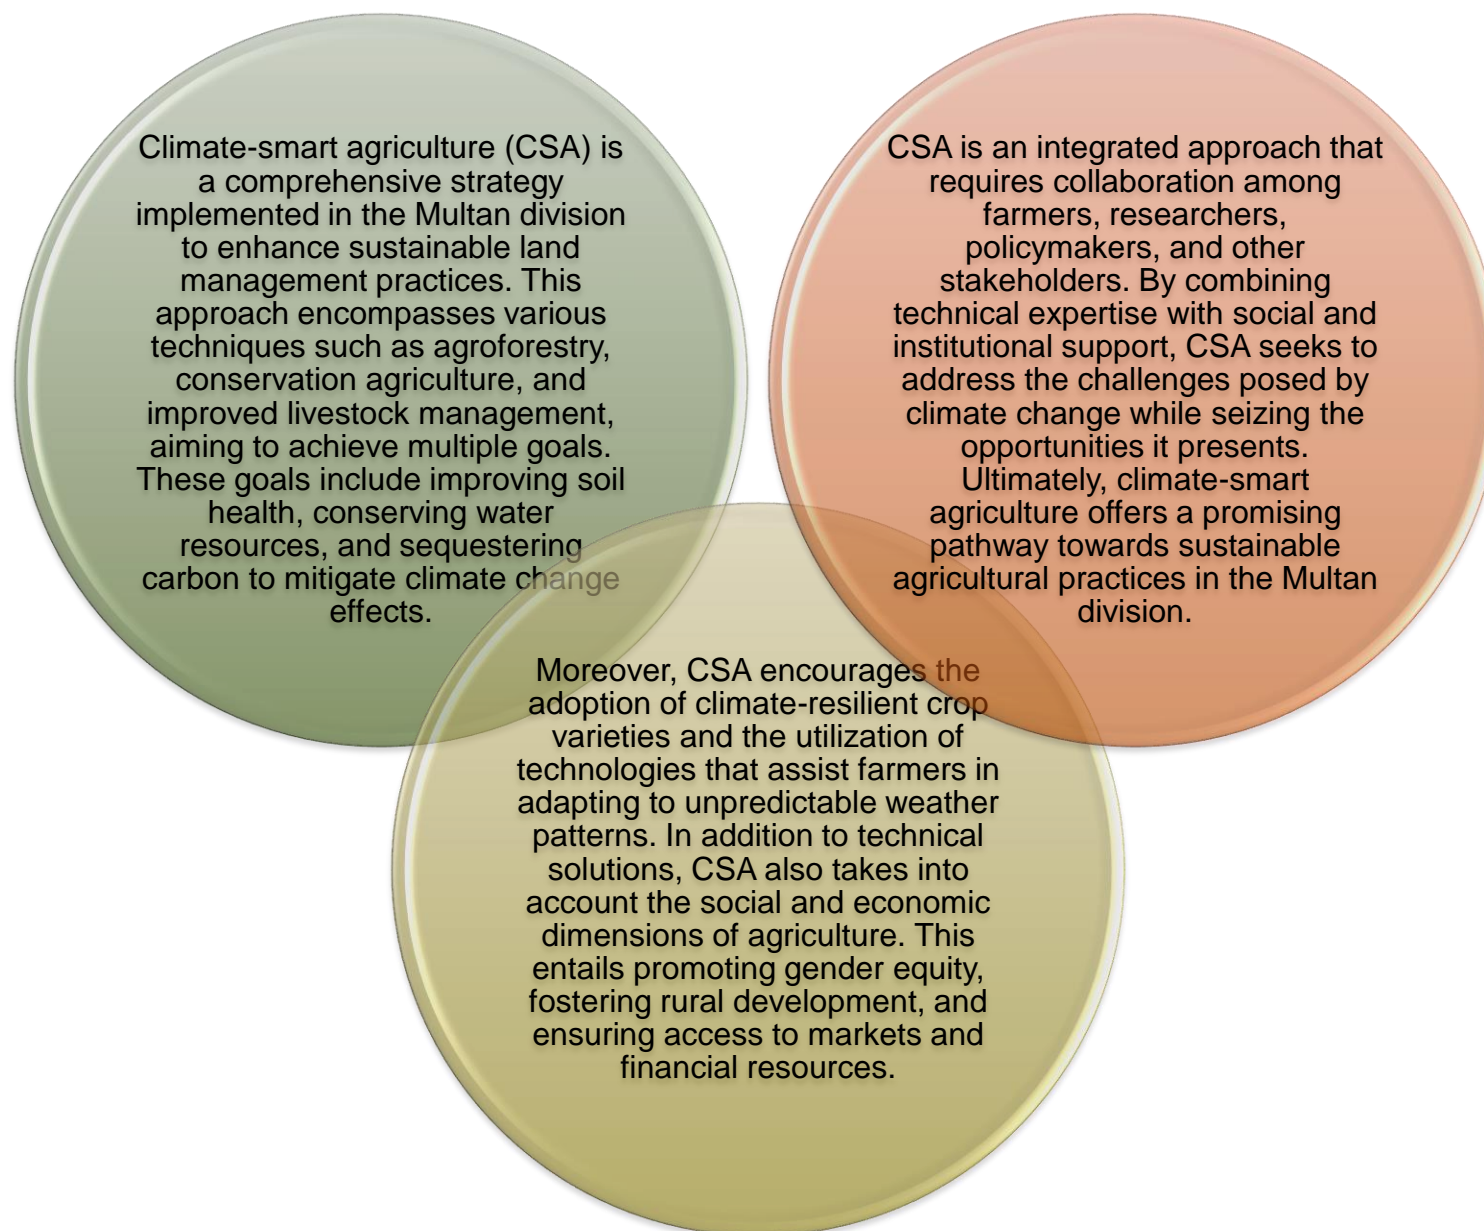 Climate-smart agriculture (CSA) is
a comprehensive strategy
implemented in the Multan division
to enhance sustainable land
management practices. This
approach encompasses various
techniques such as agroforestry,
conservation agriculture, and
improved livestock management,
aiming to achieve multiple goals.
These goals include improving soil
health, conserving water
resources, and sequestering
carbon to mitigate climate change
effects.
CSA is an integrated approach that
requires collaboration among
farmers, researchers,
policymakers, and other
stakeholders. By combining
technical expertise with social and
institutional support, CSA seeks to
address the challenges posed by
climate change while seizing the
opportunities it presents.
Ultimately, climate-smart
agriculture offers a promising
pathway towards sustainable
agricultural practices in the Multan
division.
Moreover, CSA encourages the
adoption of climate-resilient crop
varieties and the utilization of
technologies that assist farmers in
adapting to unpredictable weather
patterns. In addition to technical
solutions, CSA also takes into
account the social and economic
dimensions of agriculture. This
entails promoting gender equity,
fostering rural development, and
ensuring access to markets and
financial resources.